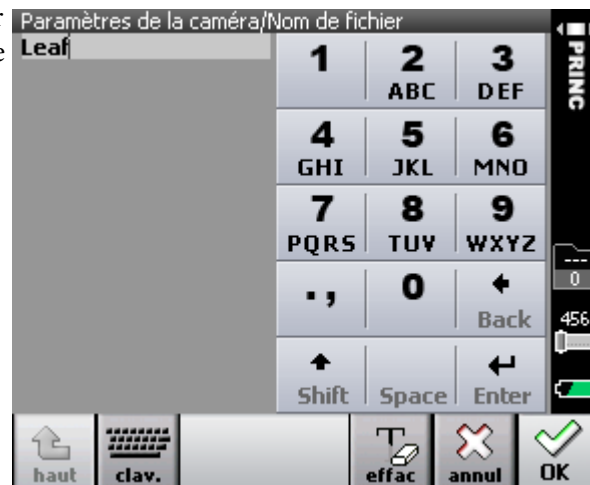 Paramètres de la caméra/Nom de fichier
Leaf
1
2
ABC
3
DEF
4
GHI
5
JKL
6
MNO
7
PQRS
8
TUV
9
WXYZ
.,
0
Back
Shift
Space
Enter
PRINC
---
0
456
haut
clav.
effac
annul
OK